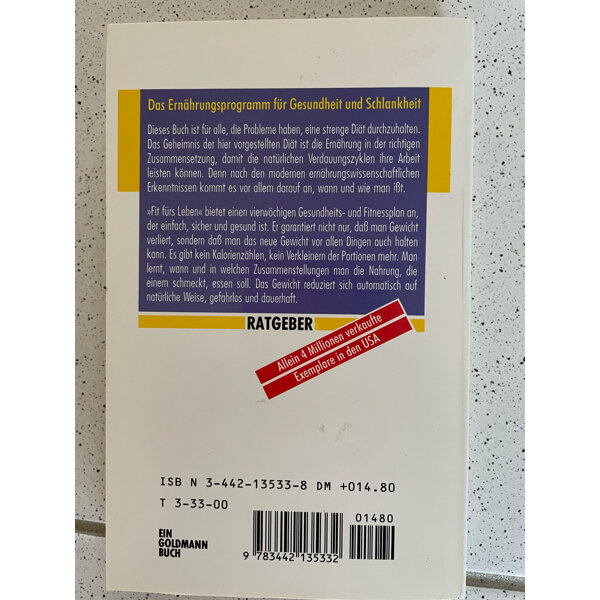 Das Ernährungsprogramm für Gesundheit und Schlankheit
Dieses Buch ist für alle, die Probleme haben, eine strenge Diät durchzuhalten.
Das Geheimnis der hier vorgestellten Diät ist die Ernährung in der richtigen
Zusammensetzung, damit die natürlichen Verdauungszyklen ihre Arbeit
leisten können. Denn nach den modernen ernährungswissenschaftlichen
Erkenntnissen kommt es vor allem darauf an, wann und wie man ißt.
»Fit fürs Leben« bietet einen vierwöchigen Gesundheits- und Fitnessplan an,
der einfach, sicher und gesund ist. Er garantiert nicht nur, daß man Gewicht
verliert, sondern daß man das neue Gewicht vor allen Dingen auch halten
kann. Es gibt kein Kalorienzählen, kein Verkleinern der Portionen mehr. Man
lernt, wann und in welchen Zusammenstellungen man die Nahrung, die
einem schmeckt, essen soll. Das Gewicht reduziert sich automatisch auf
natürliche Weise, gefahrlos und dauerhaft.
RATGEBER
Allein 4 Millionen verkaufte
Exemplare in den USA
ISB N 3-442-13533-8 DM +014.80
T 3-33-00
01480
EIN
GOLDMANN
BUCH
9 783442 135332